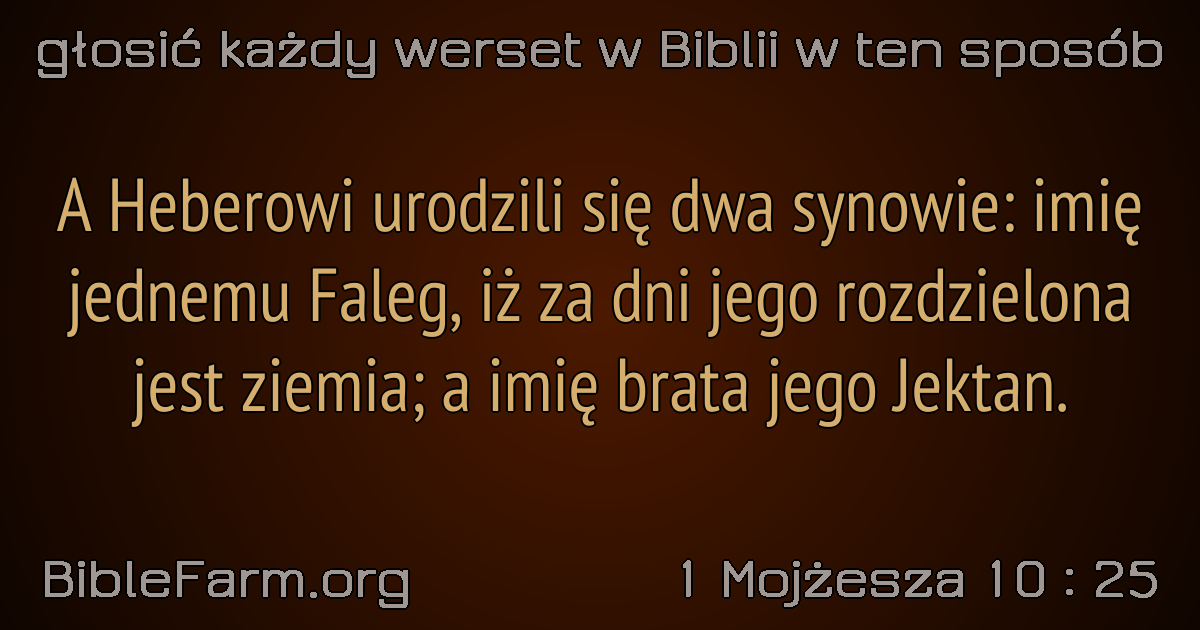 głosić każdy werset w Biblii w ten sposób
A Heberowi urodzili się dwa synowie: imię
jednemu Faleg, iż za dni jego rozdzielona
jest ziemia; a imię brata jego Jektan.
BibleFarm.org
1 Mojżesza 10 : 25